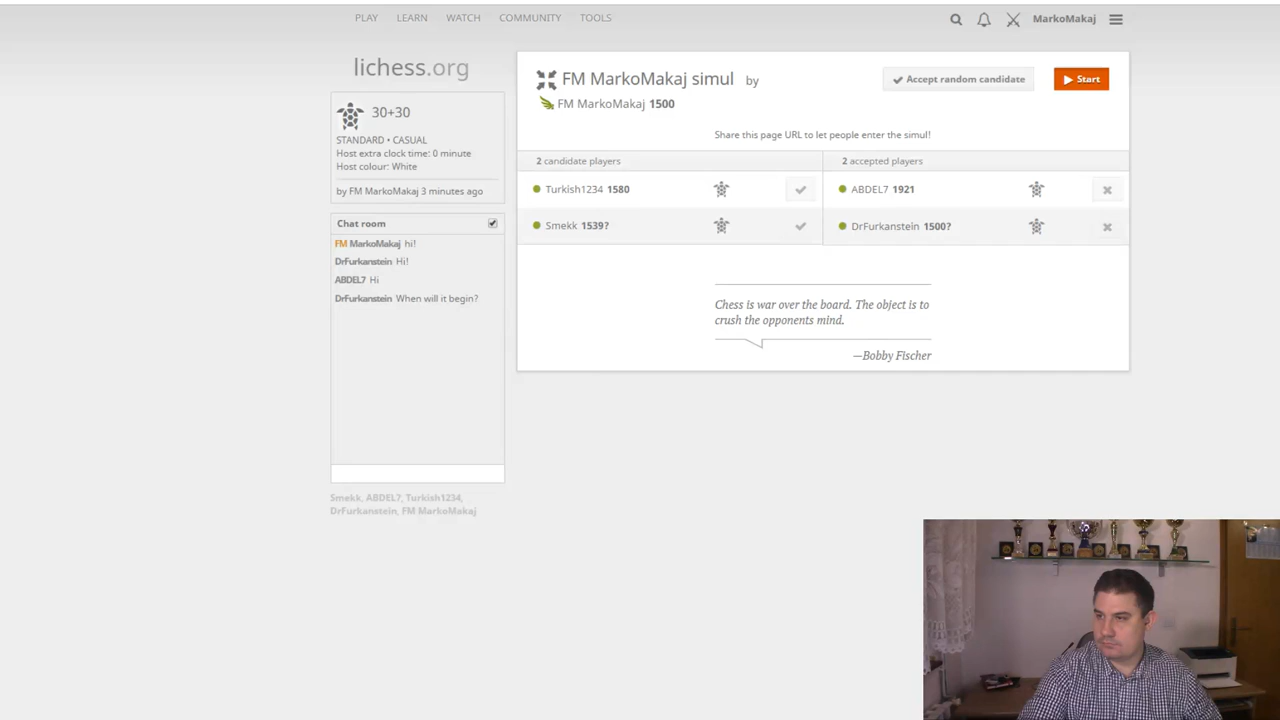 PLAY LEARN WATCH COMMUNITY TOOLS MarkoMakaj
lichess.org
30+30
STANDARD • CASUAL
Host extra clock time: 0 minute
Host colour: White
by FM MarkoMakaj 3 minutes ago
Chat room
FM MarkoMakaj hi!
DrFurkanstein Hi!
ABDEL7 Hi
DrFurkanstein When will it begin?
Smekk, ABDEL7, Turkish1234,
DrFurkanstein, FM MarkoMakaj
FM MarkoMakaj simul by
FM MarkoMakaj 1500
Accept random candidate
Start
Share this page URL to let people enter the simul!
2 candidate players
Turkish1234 1580
Smekk 1539?
2 accepted players
ABDEL7 1921
DrFurkanstein 1500?
Chess is war over the board. The object is to
crush the opponents mind.
—Bobby Fischer